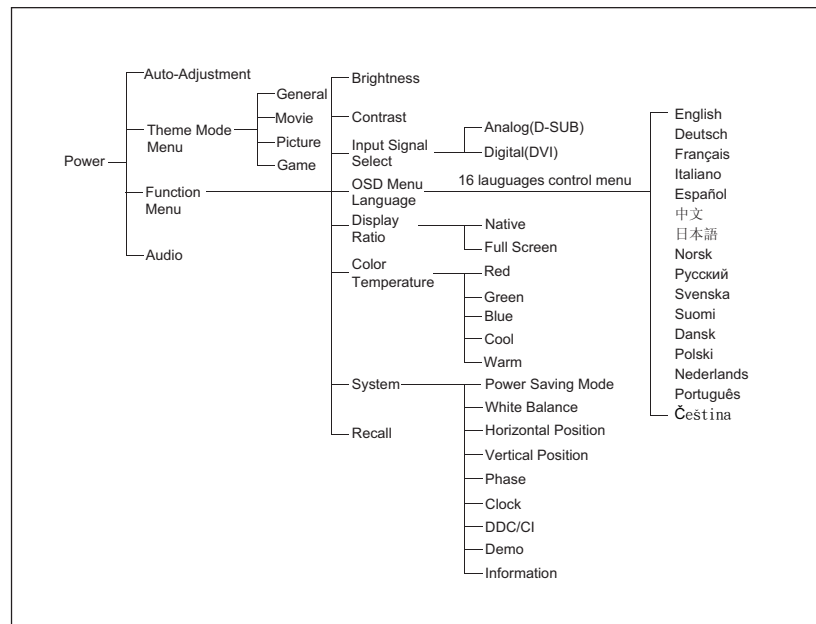 Power
Auto-Adjustment
Theme Mode
Menu
Function
Menu
Audio
General
Movie
Picture
Game
Brightness
Contrast
Input Signal
Select
OSD Menu
Language
Display
Ratio
Color
Temperature
System
Recall
Analog(D-SUB)
Digital(DVI)
16 lauguages control menu
Native
Full Screen
Red
Green
Blue
Cool
Warm
Power Saving Mode
White Balance
Horizontal Position
Vertical Position
Phase
Clock
DDC/CI
Demo
Information
English
Deutsch
Français
Italiano
Español
中文
日本語
Norsk
Русский
Svenska
Suomi
Dansk
Polski
Nederlands
Português
Čeština